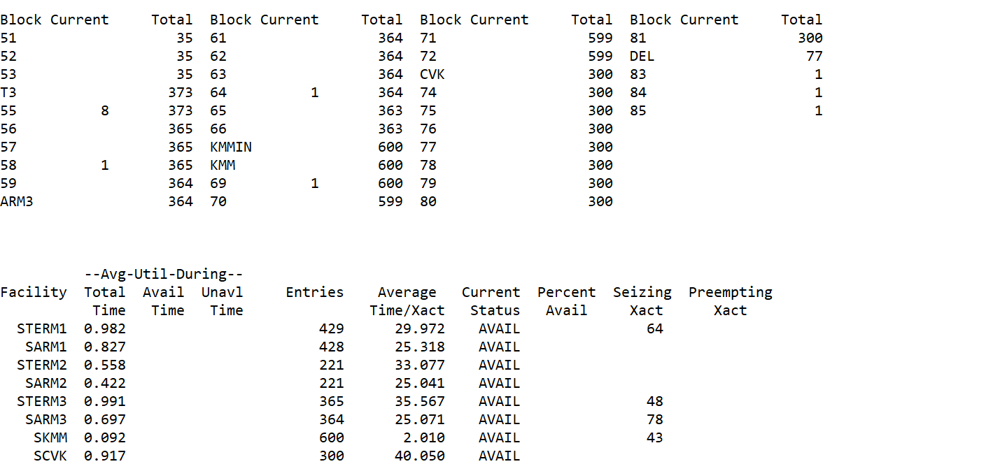 Block Current     Total  Block Current     Total  Block Current     Total  Block Current     Total
51                   35  61                  364  71                  599  81                  300
52                   35  62                  364  72                  599  DEL                  77
53                   35  63                  364  CVK                 300  83                    1
T3                  373  64          1       364  74                  300  84                    1
55          8       373  65                  363  75                  300  85                    1
56                  365  66                  363  76                  300
57                  365  KMMIN               600  77                  300
58          1       365  KMM                 600  78                  300
59                  364  69          1       600  79                  300
ARM3                364  70                  599  80                  300
          --Avg-Util-During--
Facility  Total  Avail  Unavl     Entries    Average   Current  Percent  Seizing  Preempting
           Time   Time   Time               Time/Xact   Status   Avail     Xact      Xact
  STERM1  0.982                       429      29.972    AVAIL               64
   SARM1  0.827                       428      25.318    AVAIL
  STERM2  0.558                       221      33.077    AVAIL
   SARM2  0.422                       221      25.041    AVAIL
  STERM3  0.991                       365      35.567    AVAIL               48
   SARM3  0.697                       364      25.071    AVAIL               78
    SKMM  0.092                       600       2.010    AVAIL               43
    SCVK  0.917                       300      40.050    AVAIL